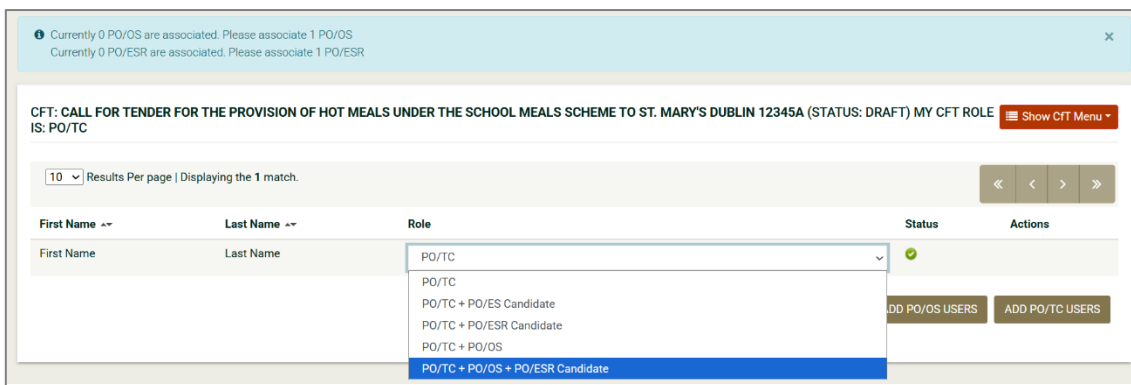 Currently 0 PO/OS are associated. Please associate 1 PO/OS
Currently 0 PO/ESR are associated. Please associate 1 PO/ESR
×
CFT: CALL FOR TENDER FOR THE PROVISION OF HOT MEALS UNDER THE SCHOOL MEALS SCHEME TO ST. MARY'S DUBLIN 12345A (STATUS: DRAFT) MY CFT ROLE
IS: PO/TC
Show CfT Menu
10 Results Per page | Displaying the 1 match.
« < > »
First Name Last Name Role Status Actions
First Name Last Name PO/TC
PO/TC
PO/TC + PO/ES Candidate
PO/TC + PO/ESR Candidate
PO/TC + PO/OS
PO/TC + PO/OS + PO/ESR Candidate
DD PO/OS USERS
ADD PO/TC USERS